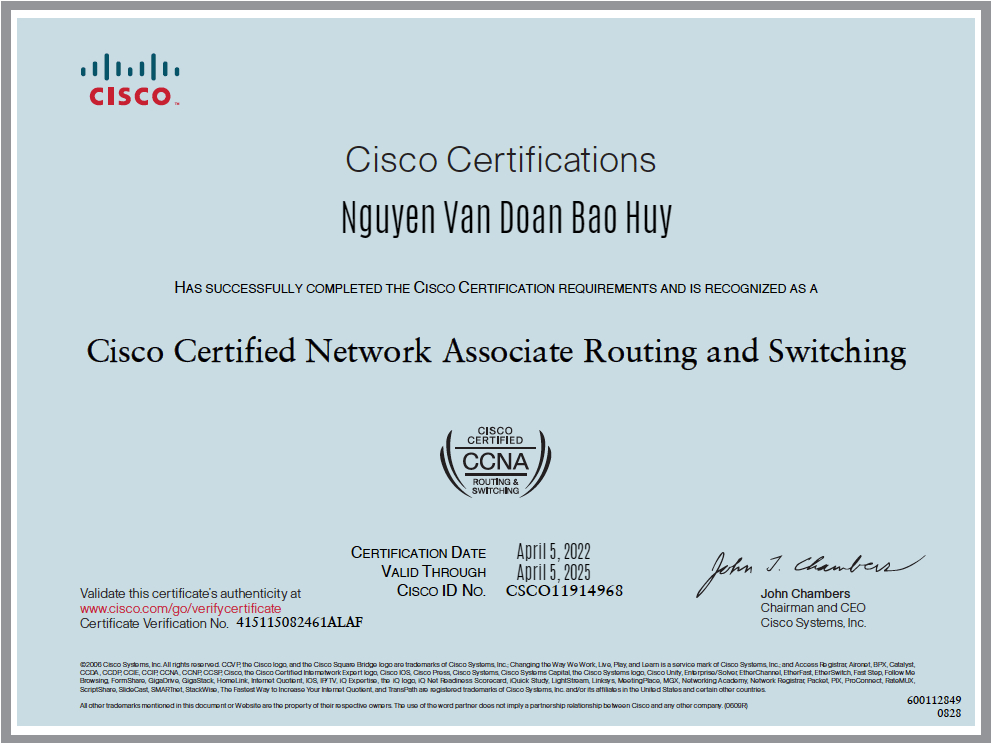 CISCO™
Cisco Certifications
Nguyen Van Doan Bao Huy
HAS SUCCESSFULLY COMPLETED THE CISCO CERTIFICATION REQUIREMENTS AND IS RECOGNIZED AS A
Cisco Certified Network Associate Routing and Switching
CISCO
CERTIFIED
CCNA
ROUTING &
SWITCHING
CERTIFICATION DATE April 5, 2022
VALID THROUGH April 5, 2025
CISCO ID NO. CSCO11914968
Validate this certificate's authenticity at
www.cisco.com/go/verifycertificate
Certificate Verification No. 415115082461ALAF
John T. Chambers
John Chambers
Chairman and CEO
Cisco Systems, Inc.
©2006 Cisco Systems, Inc. All rights reserved. CCVP, the Cisco logo, and the Cisco Square Bridge logo are trademarks of Cisco Systems, Inc.; Changing the Way We Work, Live, Play, and Learn is a service mark of Cisco Systems, Inc.; and Access Registrar, Aironet, BPX, Catalyst,
CCDA, CCDP, CCIE, CCIP, CCNA, CCNP, CCSP, Cisco, the Cisco Certified Internetwork Expert logo, Cisco IOS, Cisco Press, Cisco Systems, Cisco Systems Capital, the Cisco Systems logo, Cisco Unity, Enterprise/Solver, EtherChannel, EtherFast, EtherSwitch, Fast Step, Follow Me
Browsing, FormShare, GigaDrive, GigaStack, HomeLink, Internet Quotient, IOS, IP/TV, iQ Expertise, the iQ logo, iQ Net Readiness Scorecard, iQuick Study, LightStream, Linksys, MeetingPlace, MGX, Networking Academy, Network Registrar, Packet, PIX, ProConnect, RateMUX,
ScriptShare, SlideCast, SMARTnet, StackWise, The Fastest Way to Increase Your Internet Quotient, and TransPath are registered trademarks of Cisco Systems, Inc. and/or its affiliates in the United States and certain other countries.
All other trademarks mentioned in this document or Website are the property of their respective owners. The use of the word partner does not imply a partnership relationship between Cisco and any other company. (0609R)
600112849
0828